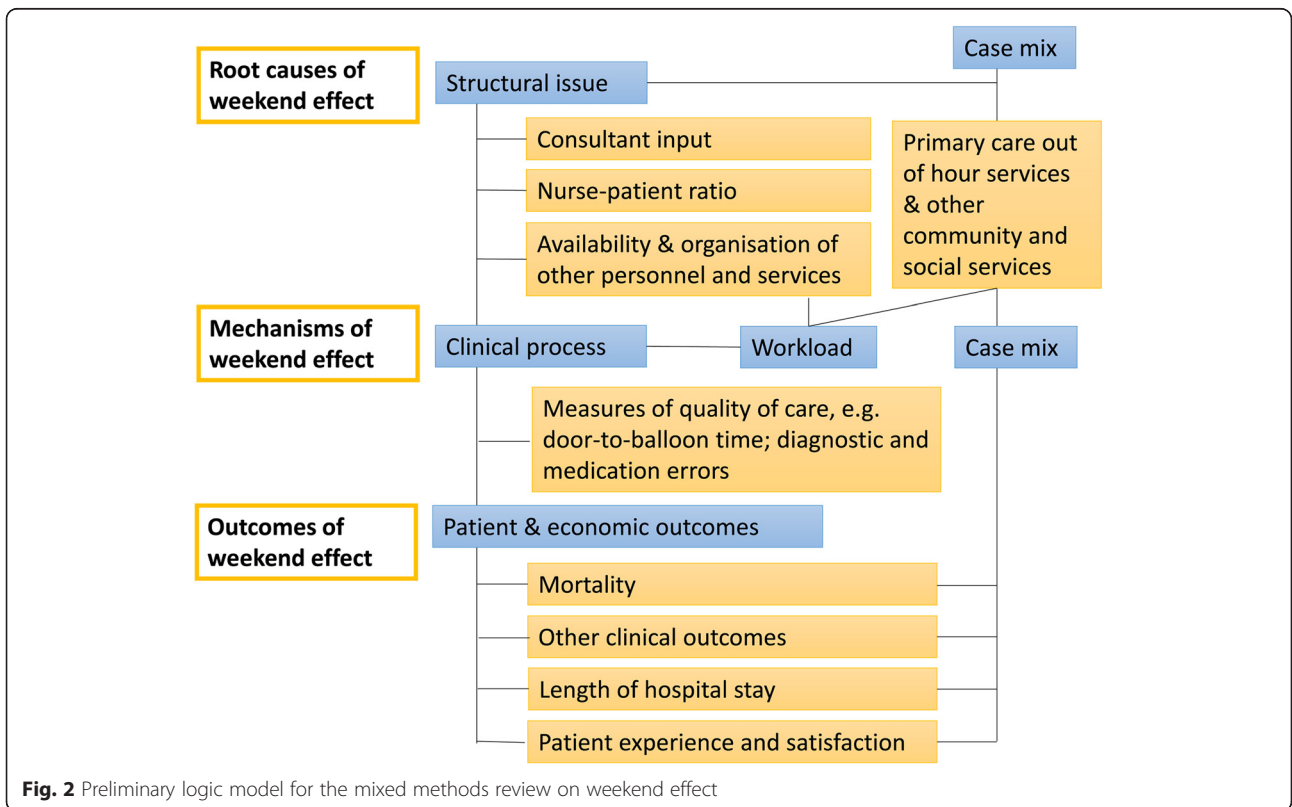 Root causes of
weekend effect
Structural issue
Case mix
Consultant input
Nurse-patient ratio
Availability & organisation of
other personnel and services
Primary care out
of hour services
& other
community and
social services
Mechanisms of
weekend effect
Clinical process
Workload
Case mix
Measures of quality of care, e.g.
door-to-balloon time; diagnostic and
medication errors
Outcomes of
weekend effect
Patient & economic outcomes
Mortality
Other clinical outcomes
Length of hospital stay
Patient experience and satisfaction
Fig. 2 Preliminary logic model for the mixed methods review on weekend effect